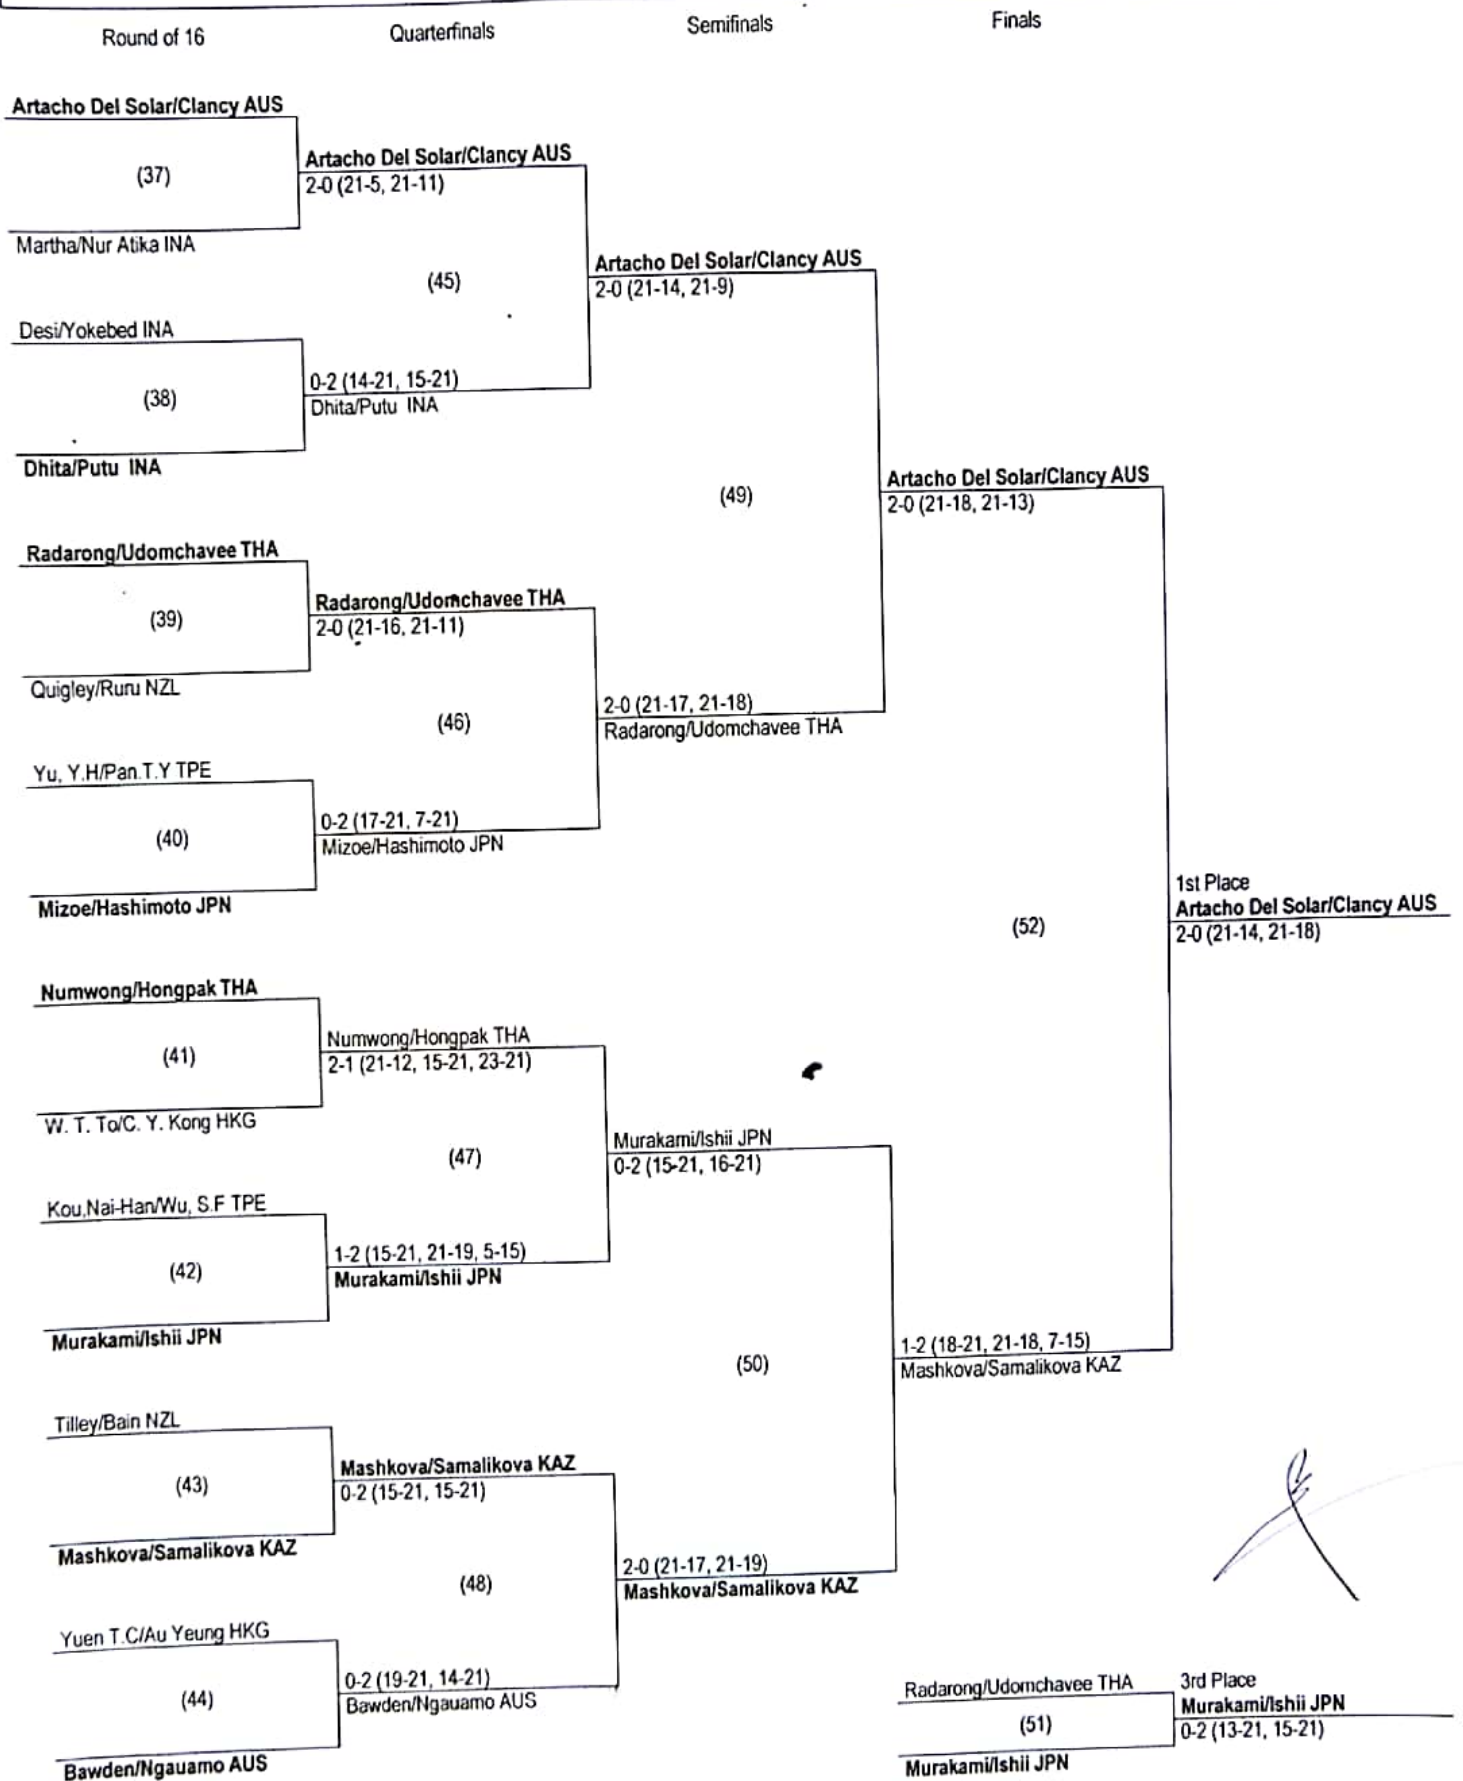 Round of 16
Quarterfinals
Semifinals
Finals
Artacho Del Solar/Clancy AUS
(37)
Martha/Nur Atika INA
Artacho Del Solar/Clancy AUS
2-0 (21-5, 21-11)
(45)
Desi/Yokebed INA
(38)
Dhita/Putu INA
0-2 (14-21, 15-21)
Dhita/Putu INA
Artacho Del Solar/Clancy AUS
2-0 (21-14, 21-9)
(49)
Radarong/Udomchavee THA
(39)
Quigley/Ruru NZL
Radarong/Udomchavee THA
2-0 (21-16, 21-11)
(46)
Yu, Y.H/Pan.T.Y TPE
(40)
Mizoe/Hashimoto JPN
0-2 (17-21, 7-21)
Mizoe/Hashimoto JPN
2-0 (21-17, 21-18)
Radarong/Udomchavee THA
Artacho Del Solar/Clancy AUS
2-0 (21-18, 21-13)
(52)
1st Place
Artacho Del Solar/Clancy AUS
2-0 (21-14, 21-18)
Numwong/Hongpak THA
(41)
W. T. To/C. Y. Kong HKG
Numwong/Hongpak THA
2-1 (21-12, 15-21, 23-21)
(47)
Kou,Nai-Han/Wu, S.F TPE
(42)
Murakami/Ishii JPN
1-2 (15-21, 21-19, 5-15)
Murakami/Ishii JPN
Murakami/Ishii JPN
0-2 (15-21, 16-21)
(50)
Tilley/Bain NZL
(43)
Mashkova/Samalikova KAZ
Mashkova/Samalikova KAZ
0-2 (15-21, 15-21)
(48)
Yuen T.C/Au Yeung HKG
(44)
Bawden/Ngauamo AUS
0-2 (19-21, 14-21)
Bawden/Ngauamo AUS
2-0 (21-17, 21-19)
Mashkova/Samalikova KAZ
1-2 (18-21, 21-18, 7-15)
Mashkova/Samalikova KAZ
Radarong/Udomchavee THA
(51)
Murakami/Ishii JPN
3rd Place
Murakami/Ishii JPN
0-2 (13-21, 15-21)